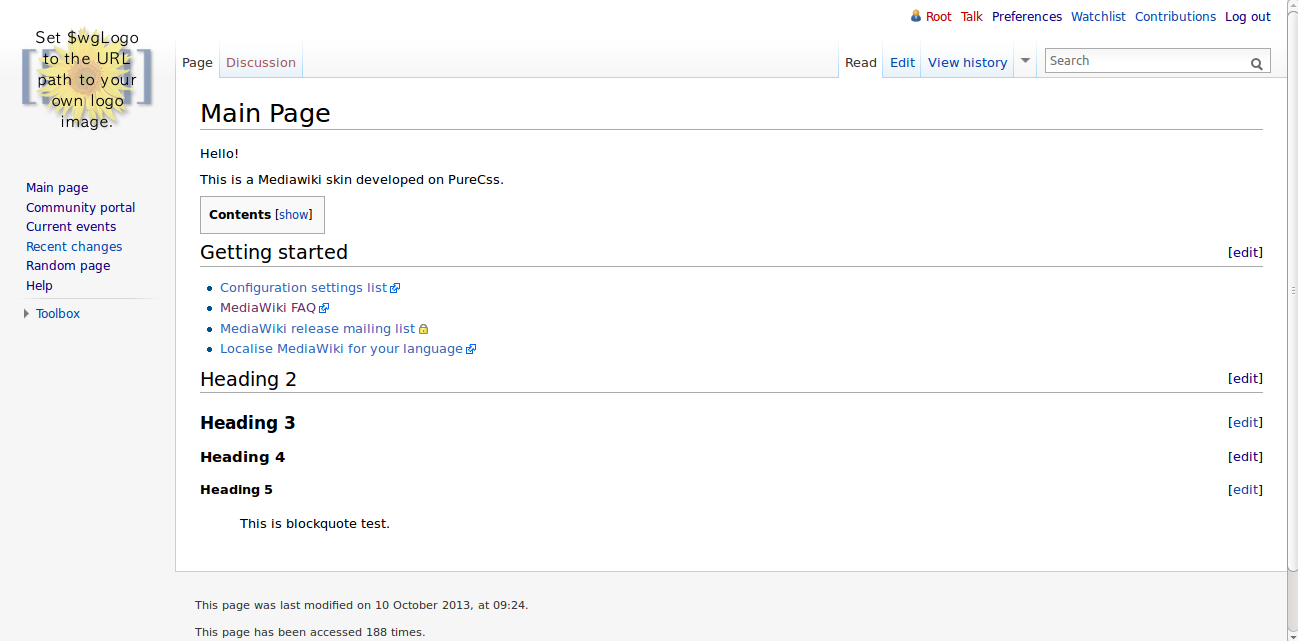 Root Talk Preferences Watchlist Contributions Log out
Set $wgLogo
to the URL
path to your
own logo
image.
Page Discussion
Read Edit View history
Search
Main page
Community portal
Current events
Recent changes
Random page
Help
Toolbox
Main Page
Hello!
This is a Mediawiki skin developed on PureCss.
Contents [show]
Getting started [edit]
Configuration settings list
MediaWiki FAQ
MediaWiki release mailing list
Localise MediaWiki for your language
Heading 2 [edit]
Heading 3 [edit]
Heading 4 [edit]
Heading 5 [edit]
This is blockquote test.
This page was last modified on 10 October 2013, at 09:24.
This page has been accessed 188 times.